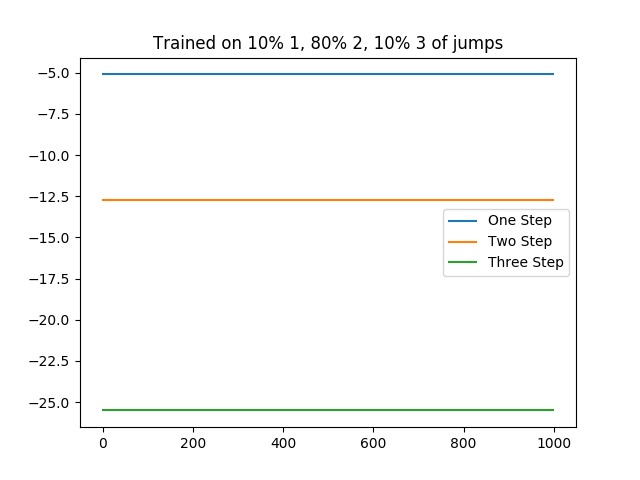 Trained on 10% 1, 80% 2, 10% 3 of jumps
−5.0
−7.5
−10.0
−12.5
−15.0
−17.5
−20.0
−22.5
−25.0
One Step
Two Step
Three Step
0 200 400 600 800 1000